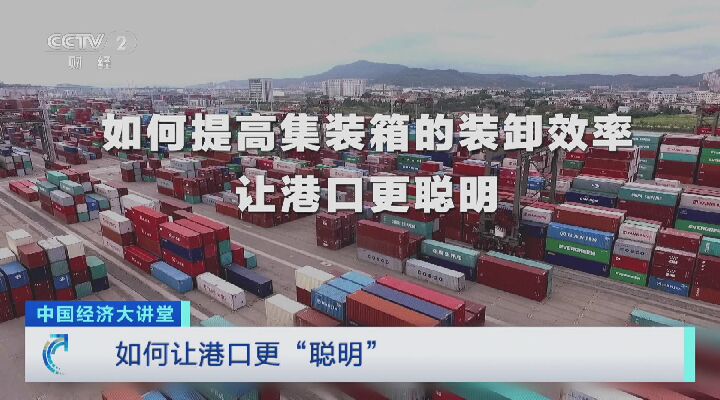 CCTV 2
财经
如何提高集装箱的装卸效率
让港口更聪明
EVERGREEN
中国经济大讲堂
如何让港口更“聪明”